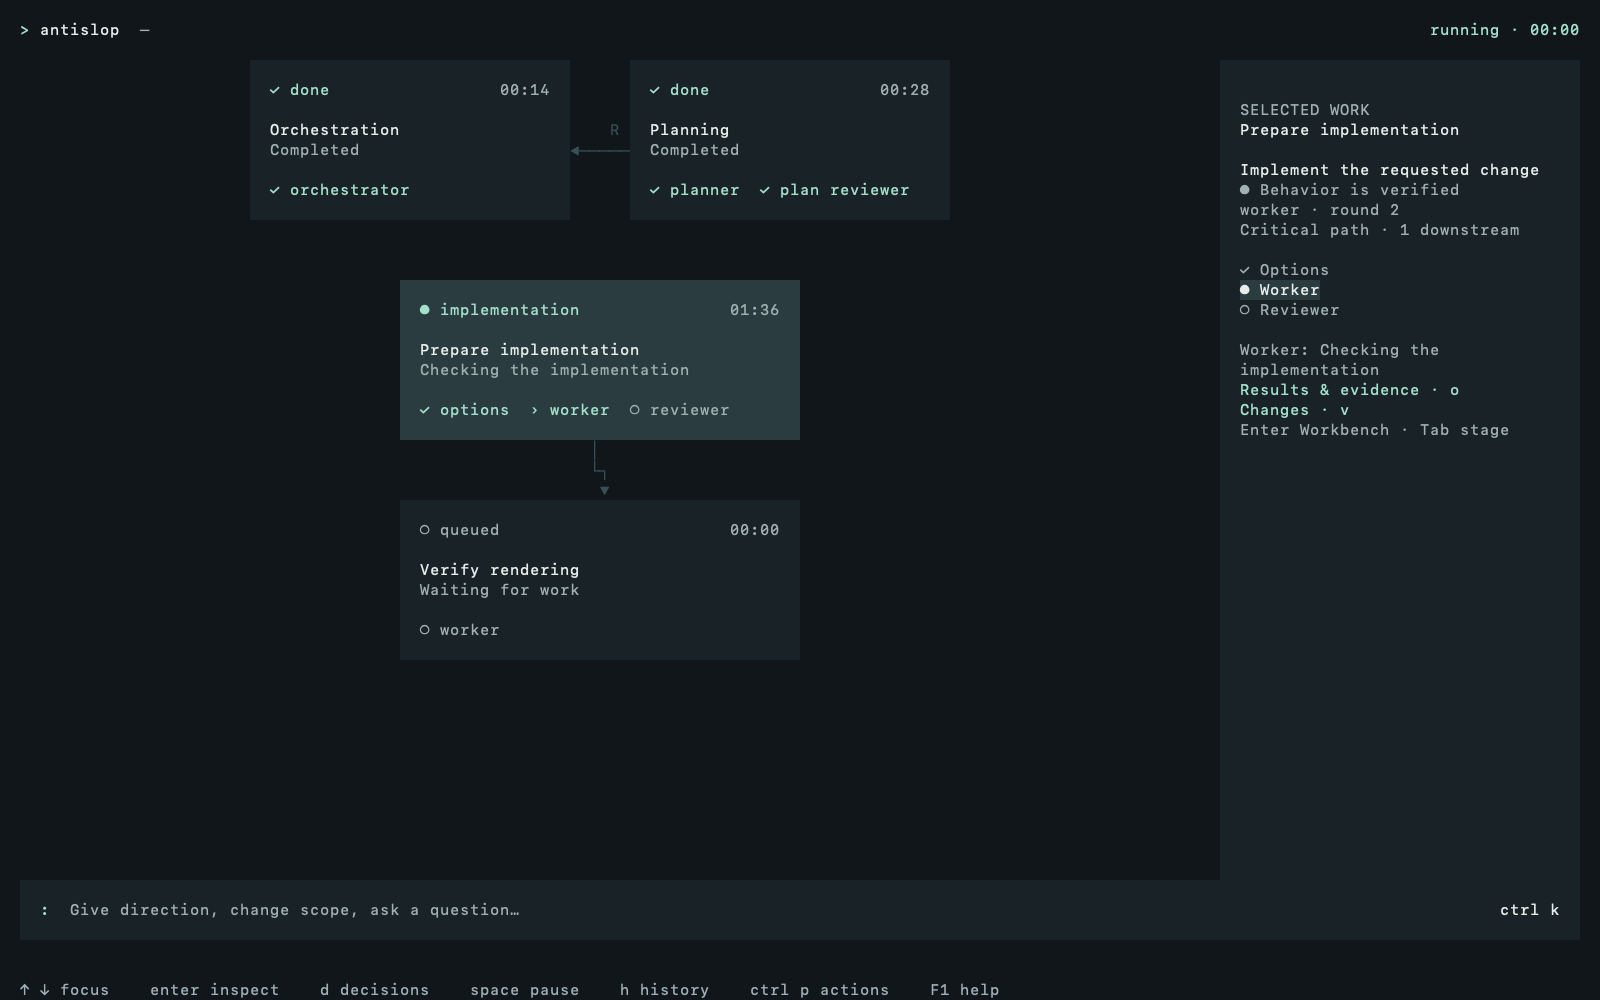 > antislop —
running · 00:00
✓ done 00:14
Orchestration
Completed
✓ orchestrator
R
✓ done 00:28
Planning
Completed
✓ planner ✓ plan reviewer
● implementation 01:36
Prepare implementation
Checking the implementation
✓ options › worker ○ reviewer
○ queued 00:00
Verify rendering
Waiting for work
○ worker
SELECTED WORK
Prepare implementation
Implement the requested change
● Behavior is verified
worker · round 2
Critical path · 1 downstream
✓ Options
● Worker
○ Reviewer
Worker: Checking the
implementation
Results & evidence · o
Changes · v
Enter Workbench · Tab stage
: Give direction, change scope, ask a question… ctrl k
↑ ↓ focus enter inspect d decisions space pause h history ctrl p actions F1 help